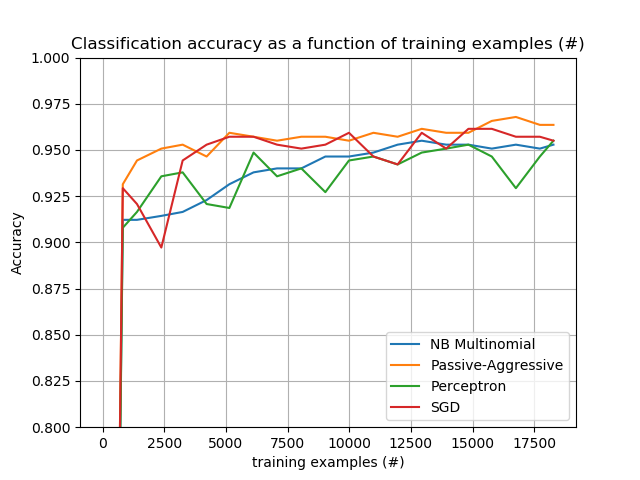 Classification accuracy as a function of training examples (#)
1.000
0.975
0.950
0.925
0.900
0.875
0.850
0.825
0.800
Accuracy
NB Multinomial
Passive-Aggressive
Perceptron
SGD
0 2500 5000 7500 10000 12500 15000 17500
training examples (#)